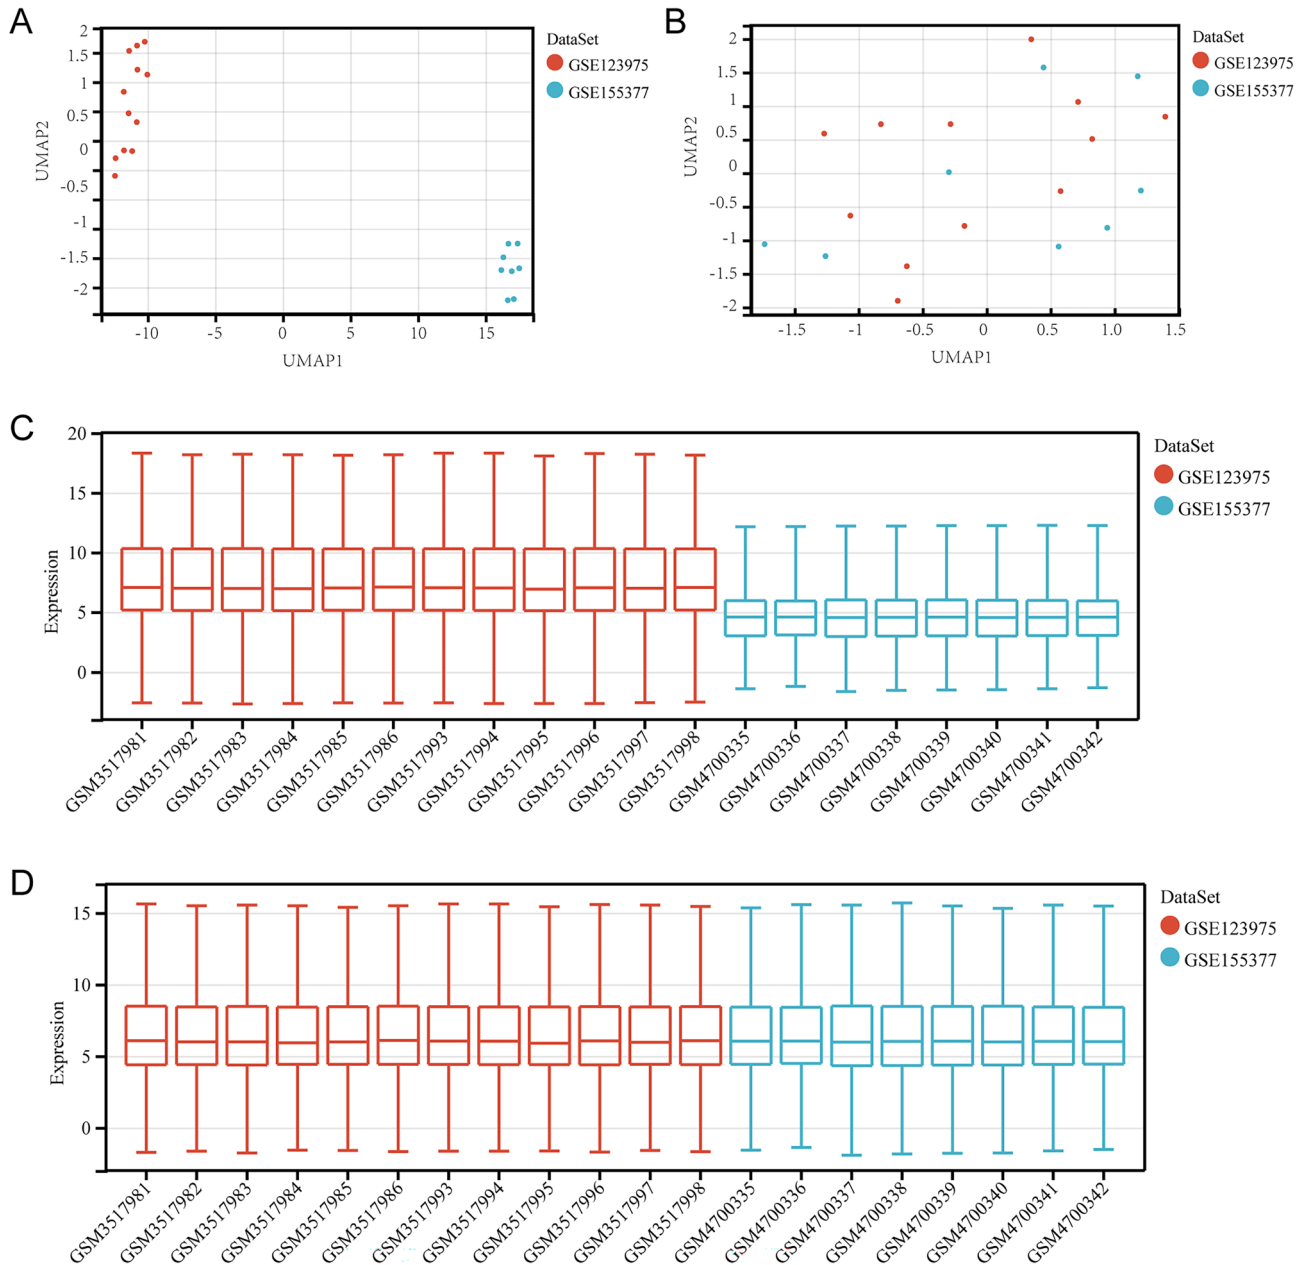 A
2
1.5
1
0.5
0
-0.5
-1
-1.5
-2
UMAP2
-10
-5
0
5
10
15
UMAP1
DataSet
GSE123975
GSE155377
B
2
1.5
1
0.5
0
-0.5
-1
-1.5
-2
UMAP2
-1.5
-1
-0.5
0
0.5
1.0
1.5
UMAP1
DataSet
GSE123975
GSE155377
C
20
15
10
5
0
Expression
GSM3517981
GSM3517982
GSM3517983
GSM3517984
GSM3517985
GSM3517986
GSM3517993
GSM3517994
GSM3517995
GSM3517996
GSM3517997
GSM3517998
GSM4700335
GSM4700336
GSM4700337
GSM4700338
GSM4700339
GSM4700340
GSM4700341
GSM4700342
DataSet
GSE123975
GSE155377
D
15
10
5
0
Expression
GSM3517981
GSM3517982
GSM3517983
GSM3517984
GSM3517985
GSM3517986
GSM3517993
GSM3517994
GSM3517995
GSM3517996
GSM3517997
GSM3517998
GSM4700335
GSM4700336
GSM4700337
GSM4700338
GSM4700339
GSM4700340
GSM4700341
GSM4700342
DataSet
GSE123975
GSE155377